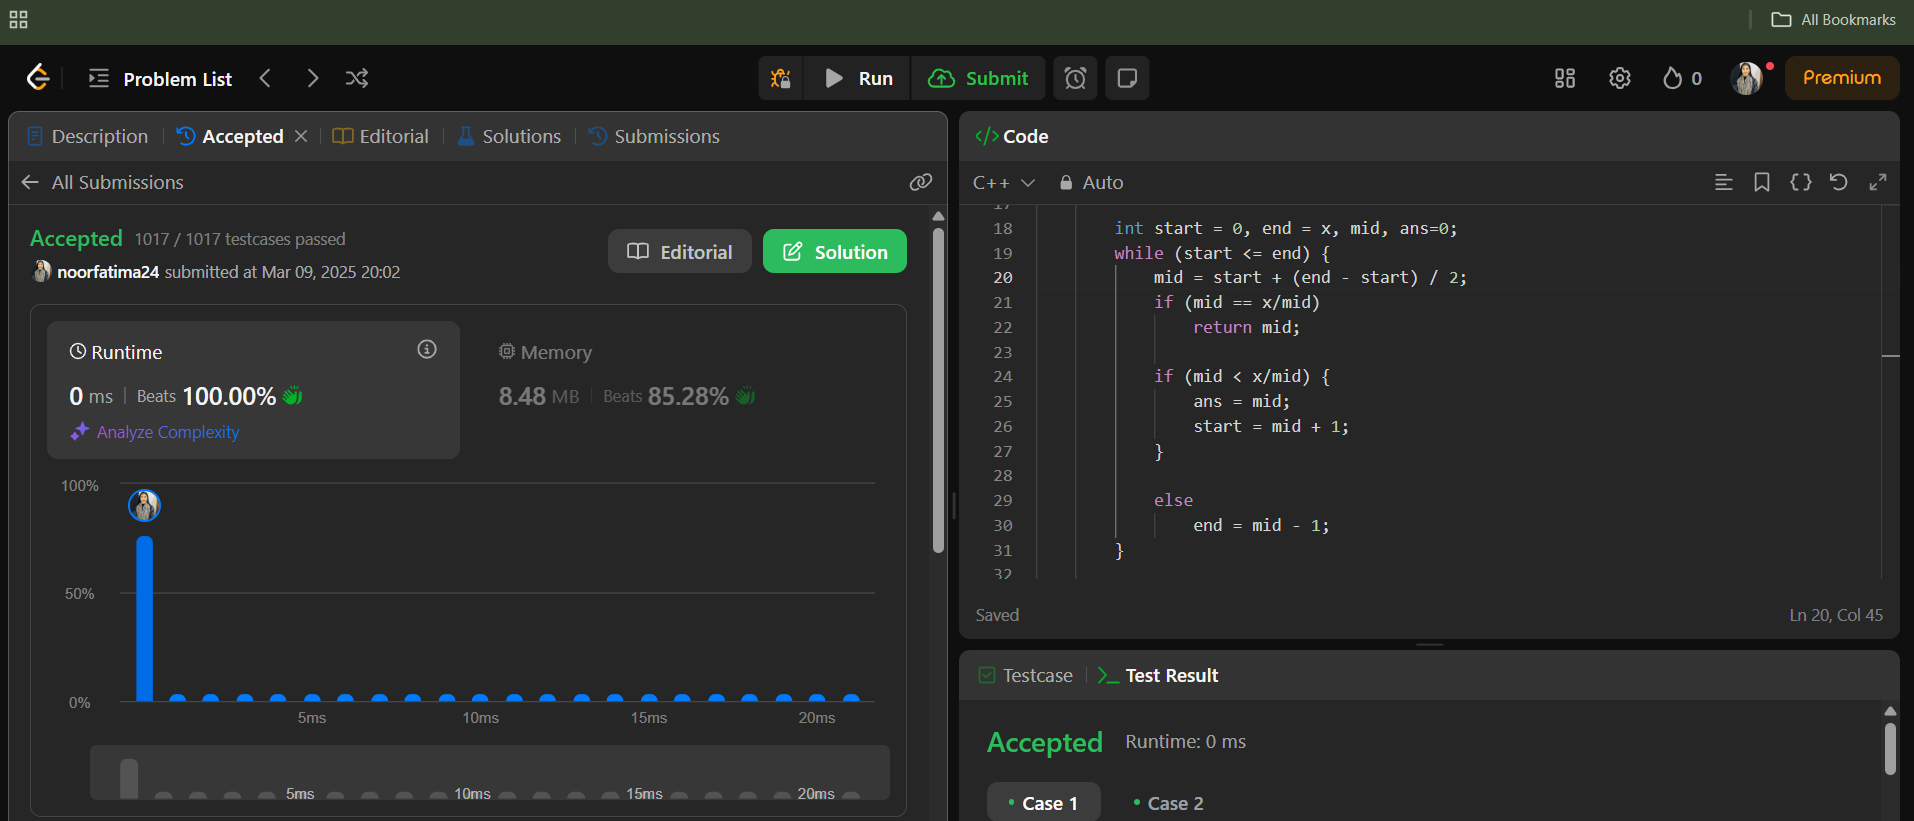 All Bookmarks
Problem List
Run
Submit
0
Premium
Description
Accepted
Editorial
Solutions
Submissions
All Submissions
Accepted 1017 / 1017 testcases passed
noorfatima24 submitted at Mar 09, 2025 20:02
Editorial
Solution
Runtime
0 ms Beats 100.00%
Analyze Complexity
Memory
8.48 MB Beats 85.28%
100%
50%
0%
5ms
10ms
15ms
20ms
5ms
10ms
15ms
20ms
</> Code
C++
Auto
17
18 int start = 0, end = x, mid, ans=0;
19 while (start <= end) {
20 mid = start + (end - start) / 2;
21 if (mid == x/mid)
22 return mid;
23
24 if (mid < x/mid) {
25 ans = mid;
26 start = mid + 1;
27 }
28
29 else
30 end = mid - 1;
31 }
32
Saved
Ln 20, Col 45
Testcase
Test Result
Accepted Runtime: 0 ms
Case 1
Case 2